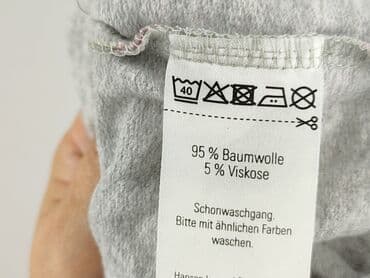 40
95 % Baumwolle
5 % Viskose
Schonwaschgang.
Bitte mit ähnlichen Farben
waschen.